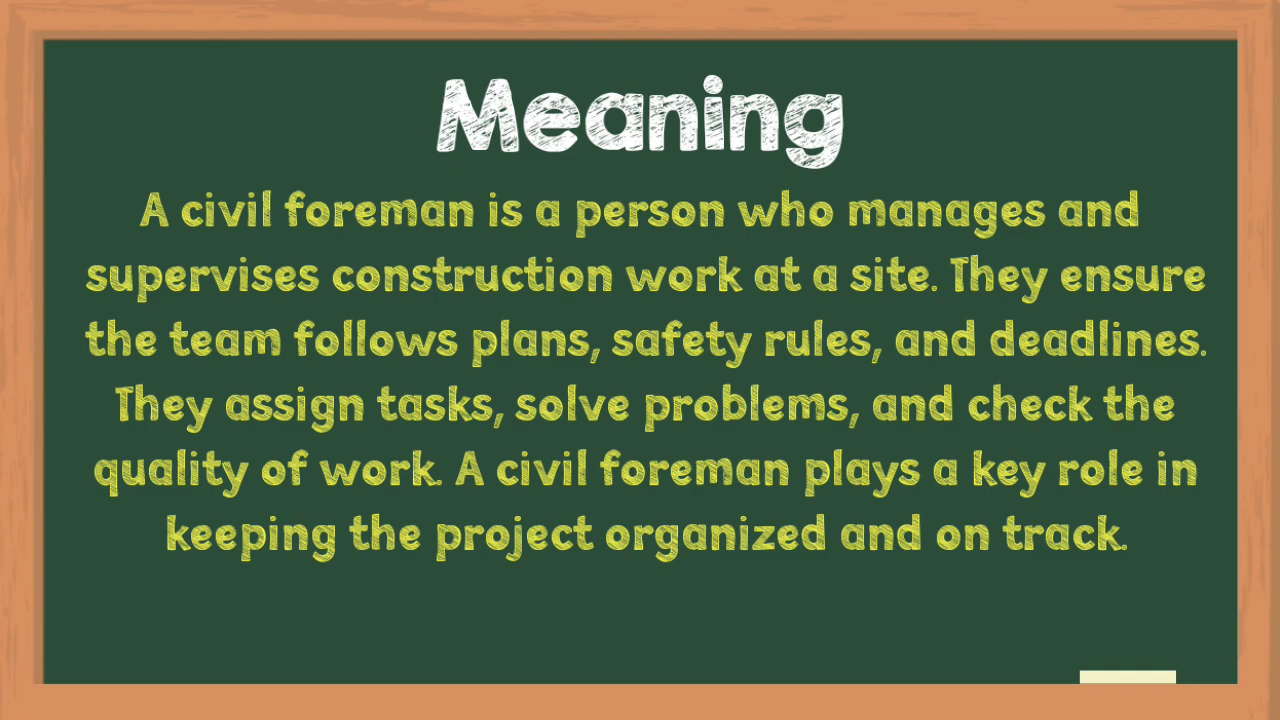 Meaning
A civil foreman is a person who manages and
supervises construction work at a site. They ensure
the team follows plans, safety rules, and deadlines.
They assign tasks, solve problems, and check the
quality of work. A civil foreman plays a key role in
keeping the project organized and on track.